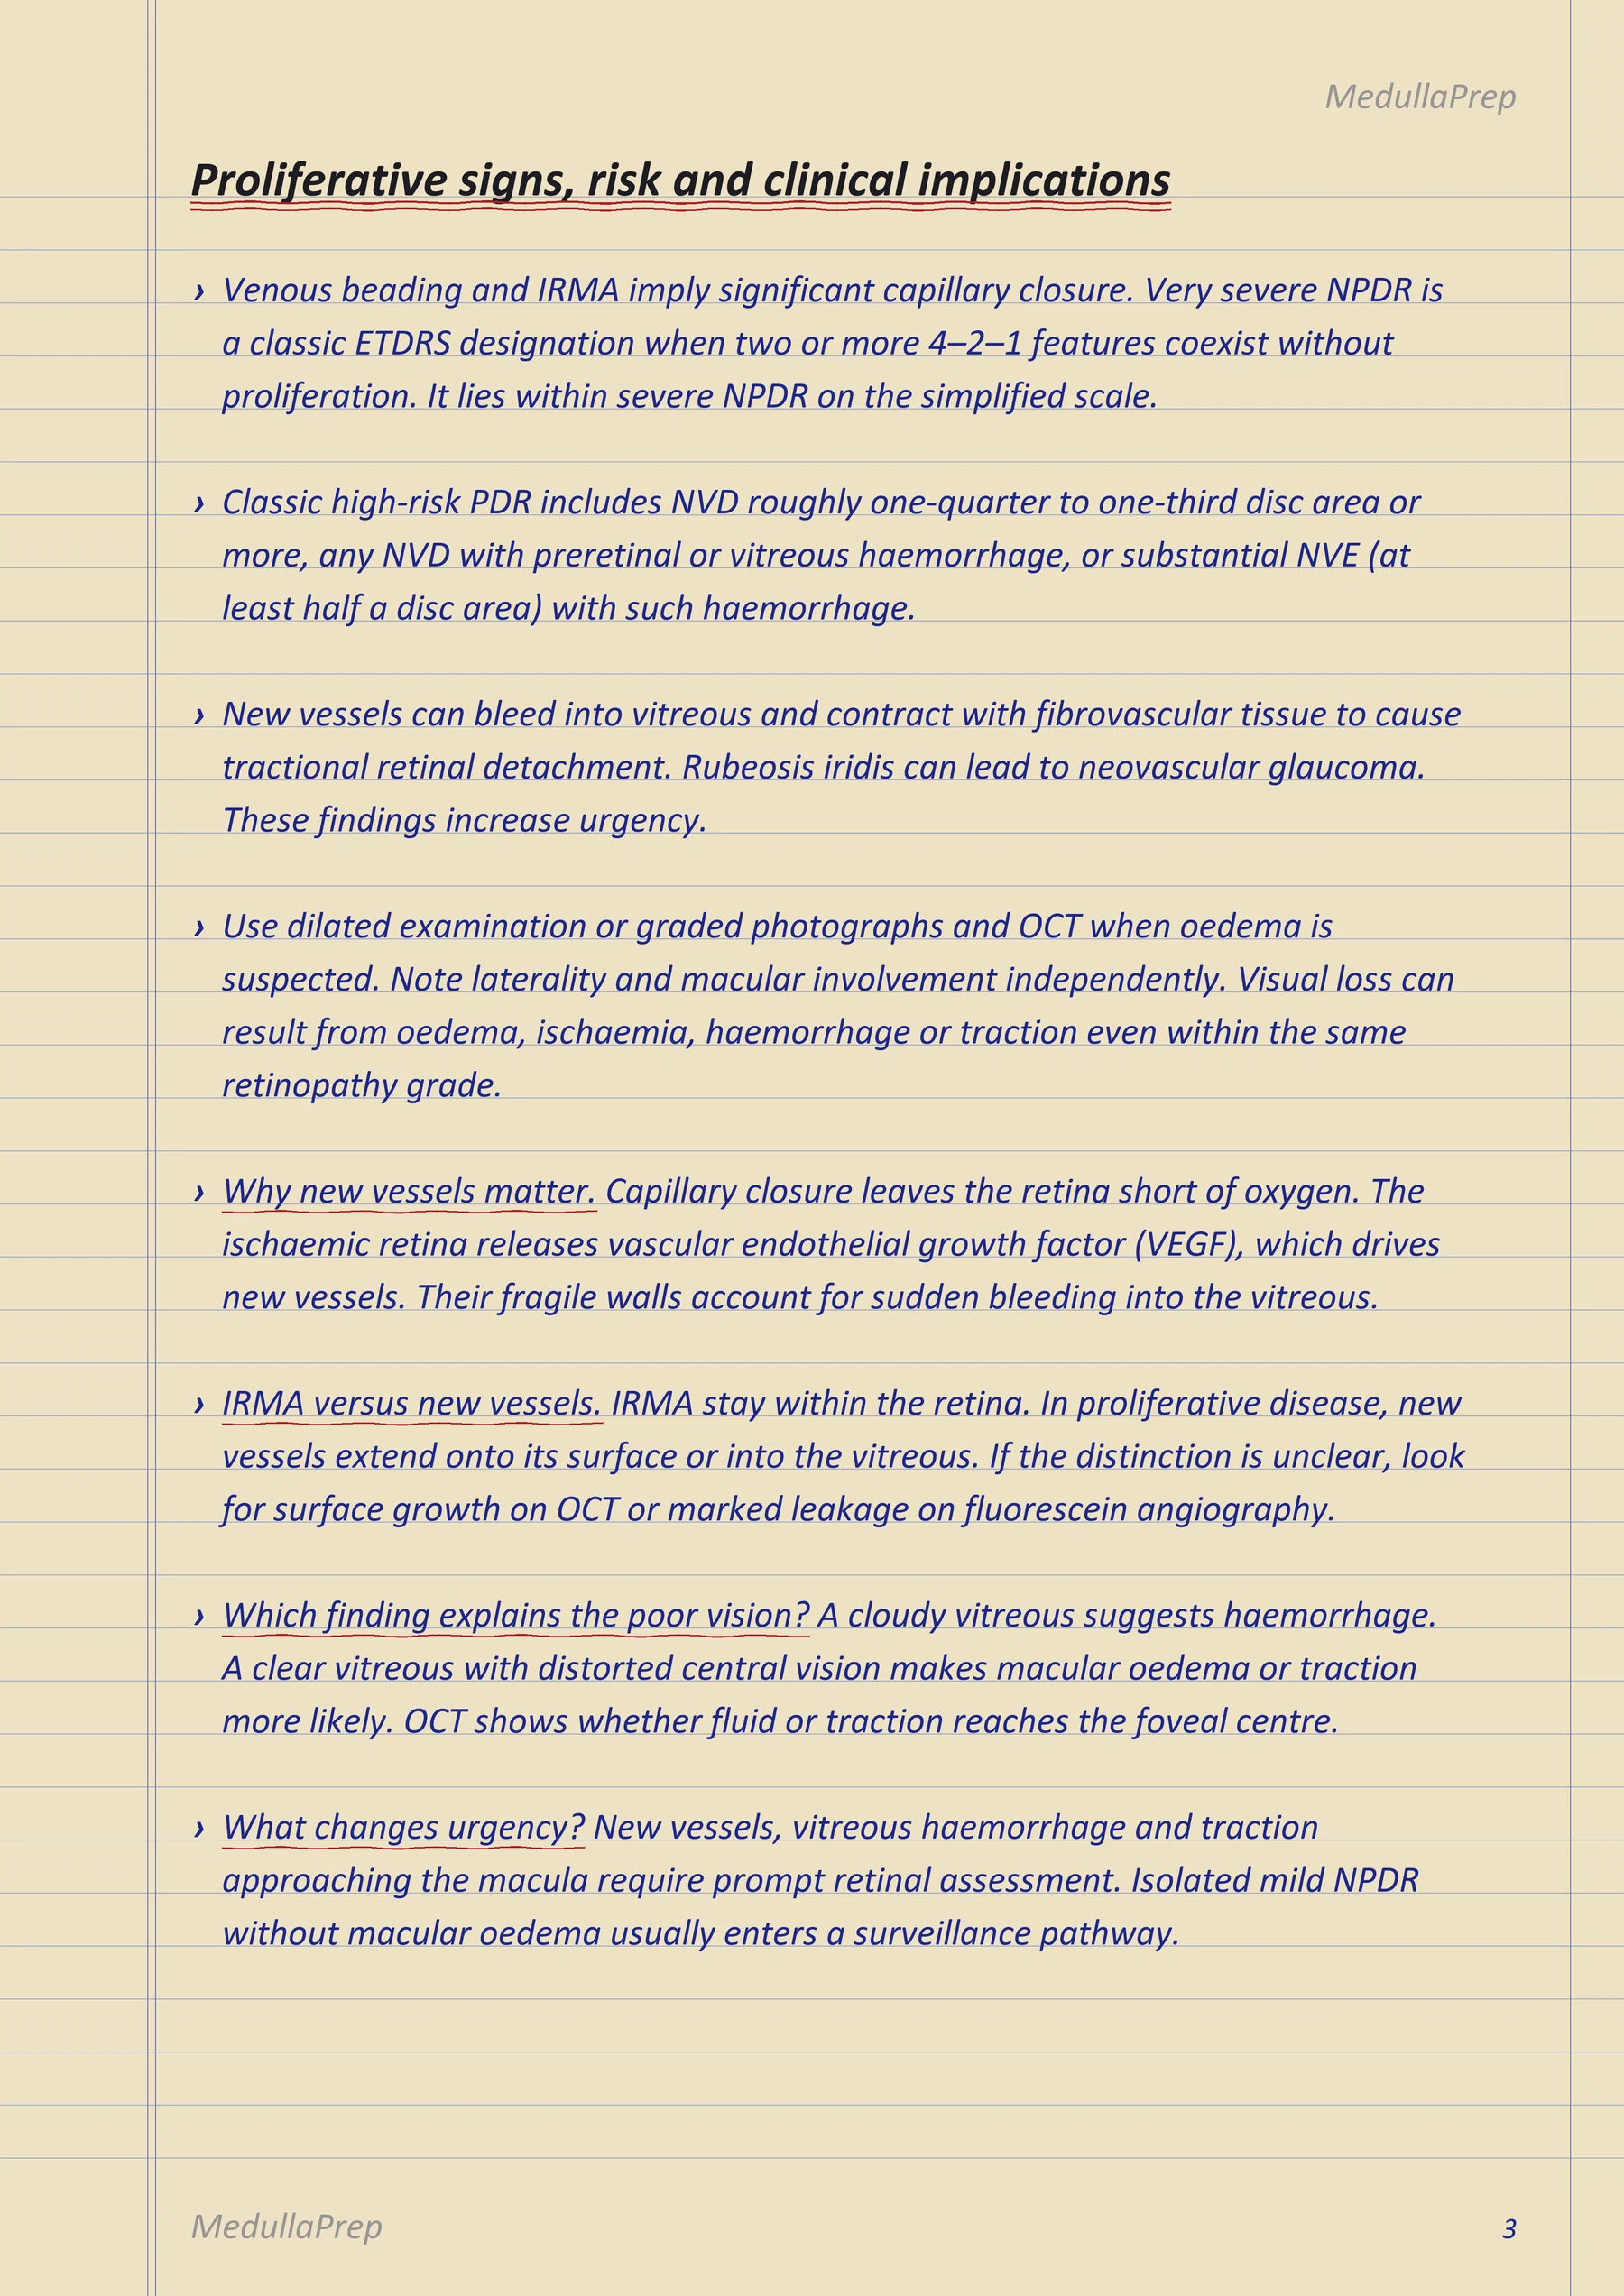 MedullaPrep
Proliferative signs, risk and clinical implications
› Venous beading and IRMA imply significant capillary closure. Very severe NPDR is
a classic ETDRS designation when two or more 4–2–1 features coexist without
proliferation. It lies within severe NPDR on the simplified scale.
› Classic high-risk PDR includes NVD roughly one-quarter to one-third disc area or
more, any NVD with preretinal or vitreous haemorrhage, or substantial NVE (at
least half a disc area) with such haemorrhage.
› New vessels can bleed into vitreous and contract with fibrovascular tissue to cause
tractional retinal detachment. Rubeosis iridis can lead to neovascular glaucoma.
These findings increase urgency.
› Use dilated examination or graded photographs and OCT when oedema is
suspected. Note laterality and macular involvement independently. Visual loss can
result from oedema, ischaemia, haemorrhage or traction even within the same
retinopathy grade.
› Why new vessels matter. Capillary closure leaves the retina short of oxygen. The
ischaemic retina releases vascular endothelial growth factor (VEGF), which drives
new vessels. Their fragile walls account for sudden bleeding into the vitreous.
› IRMA versus new vessels. IRMA stay within the retina. In proliferative disease, new
vessels extend onto its surface or into the vitreous. If the distinction is unclear, look
for surface growth on OCT or marked leakage on fluorescein angiography.
› Which finding explains the poor vision? A cloudy vitreous suggests haemorrhage.
A clear vitreous with distorted central vision makes macular oedema or traction
more likely. OCT shows whether fluid or traction reaches the foveal centre.
› What changes urgency? New vessels, vitreous haemorrhage and traction
approaching the macula require prompt retinal assessment. Isolated mild NPDR
without macular oedema usually enters a surveillance pathway.
MedullaPrep
3